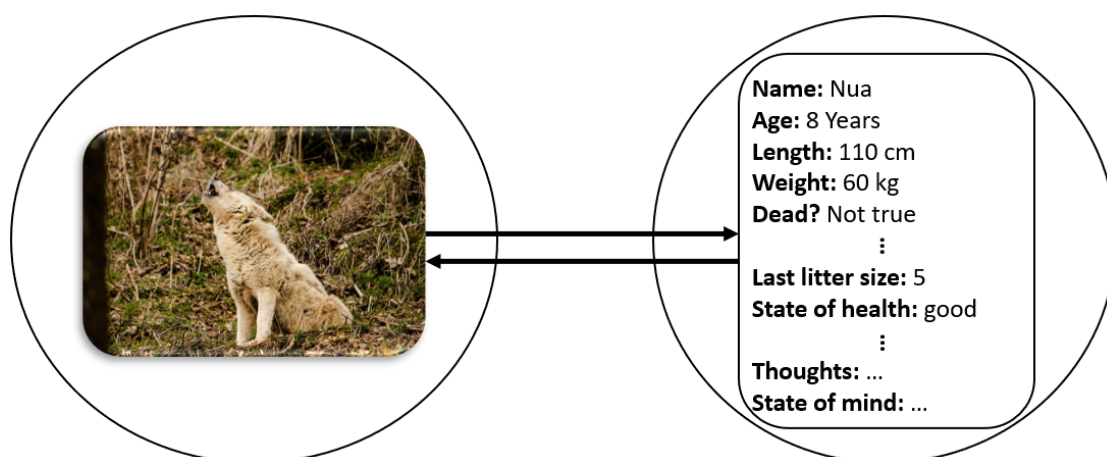 Name: Nua
Age: 8 Years
Length: 110 cm
Weight: 60 kg
Dead? Not true
⋮
Last litter size: 5
State of health: good
⋮
Thoughts: ...
State of mind: ...